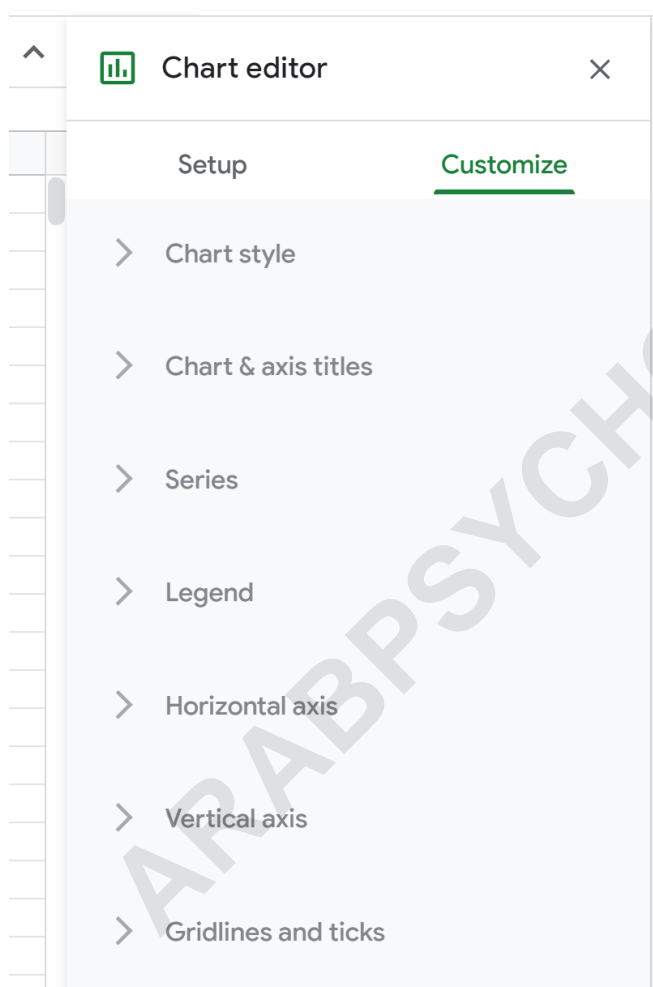 Chart editor
Setup Customize
Chart style
Chart & axis titles
Series
Legend
Horizontal axis
Vertical axis
Gridlines and ticks
ARABPSYCH